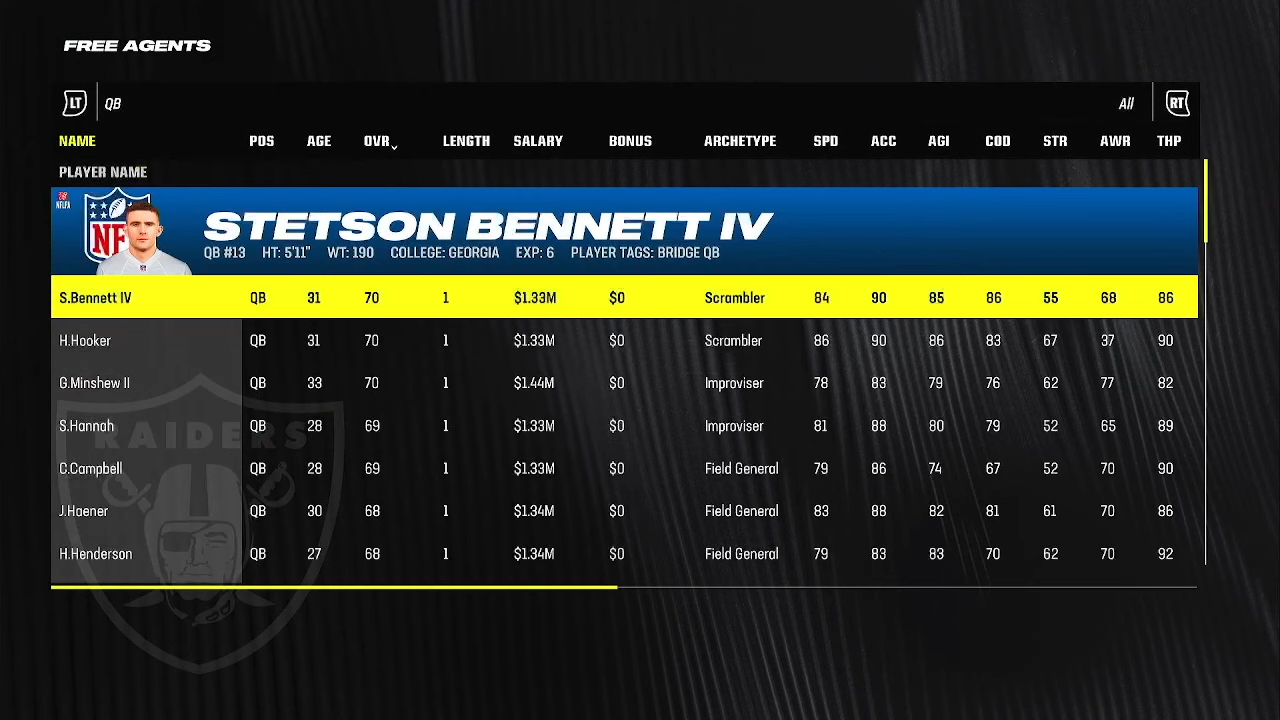 FREE AGENTS
LT QB All RT
NAME POS AGE OVR LENGTH SALARY BONUS ARCHETYPE SPD ACC AGI COD STR AWR THP
PLAYER NAME
NFLPA
NFL
STETSON BENNETT IV
QB #13 HT: 5'11" WT: 190 COLLEGE: GEORGIA EXP: 6 PLAYER TAGS: BRIDGE QB
S.Bennett IV QB 31 70 1 $1.33M $0 Scrambler 84 90 85 86 55 68 86
H.Hooker QB 31 70 1 $1.33M $0 Scrambler 86 90 86 83 67 37 90
G.Minshew II QB 33 70 1 $1.44M $0 Improviser 78 83 79 76 62 77 82
S.Hannah QB 28 69 1 $1.33M $0 Improviser 81 88 80 79 52 65 89
RAIDERS
C.Campbell QB 28 69 1 $1.33M $0 Field General 79 86 74 67 52 70 90
J.Haener QB 30 68 1 $1.34M $0 Field General 83 88 82 81 61 70 86
H.Henderson QB 27 68 1 $1.34M $0 Field General 79 83 83 70 62 70 92